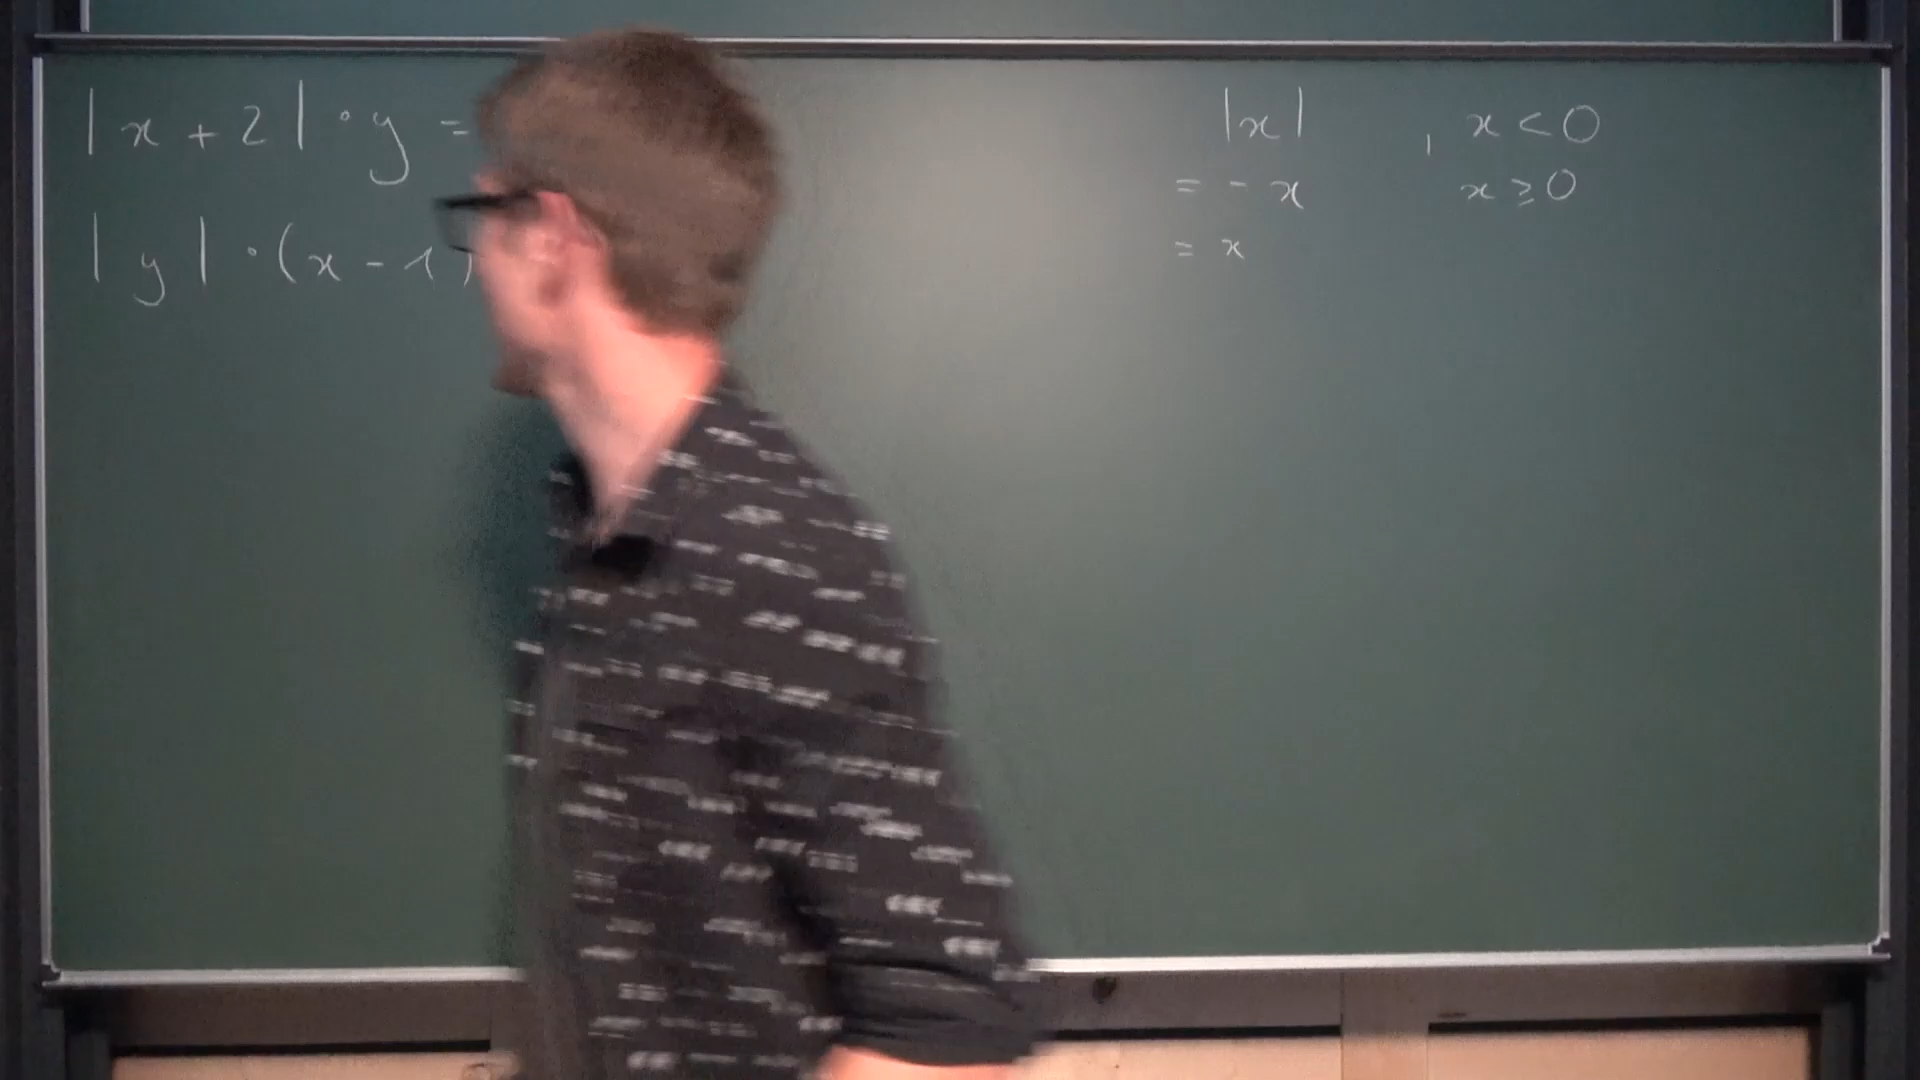 |x+2|·y =
|y|·(x-1)
|x| , x<0
= -x x≥0
= x